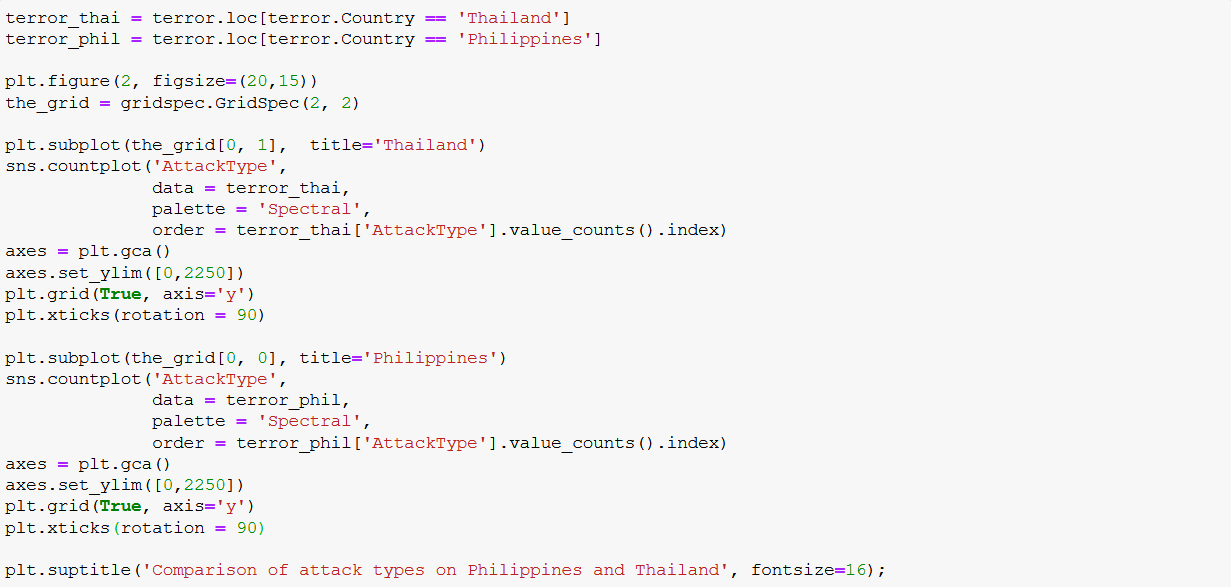 terror_thai = terror.loc[terror.Country == 'Thailand']
terror_phil = terror.loc[terror.Country == 'Philippines']

plt.figure(2, figsize=(20,15))
the_grid = gridspec.GridSpec(2, 2)

plt.subplot(the_grid[0, 1],  title='Thailand')
sns.countplot('AttackType',
              data = terror_thai,
              palette = 'Spectral',
              order = terror_thai['AttackType'].value_counts().index)
axes = plt.gca()
axes.set_ylim([0,2250])
plt.grid(True, axis='y')
plt.xticks(rotation = 90)

plt.subplot(the_grid[0, 0], title='Philippines')
sns.countplot('AttackType',
              data = terror_phil,
              palette = 'Spectral',
              order = terror_phil['AttackType'].value_counts().index)
axes = plt.gca()
axes.set_ylim([0,2250])
plt.grid(True, axis='y')
plt.xticks(rotation = 90)

plt.suptitle('Comparison of attack types on Philippines and Thailand', fontsize=16);